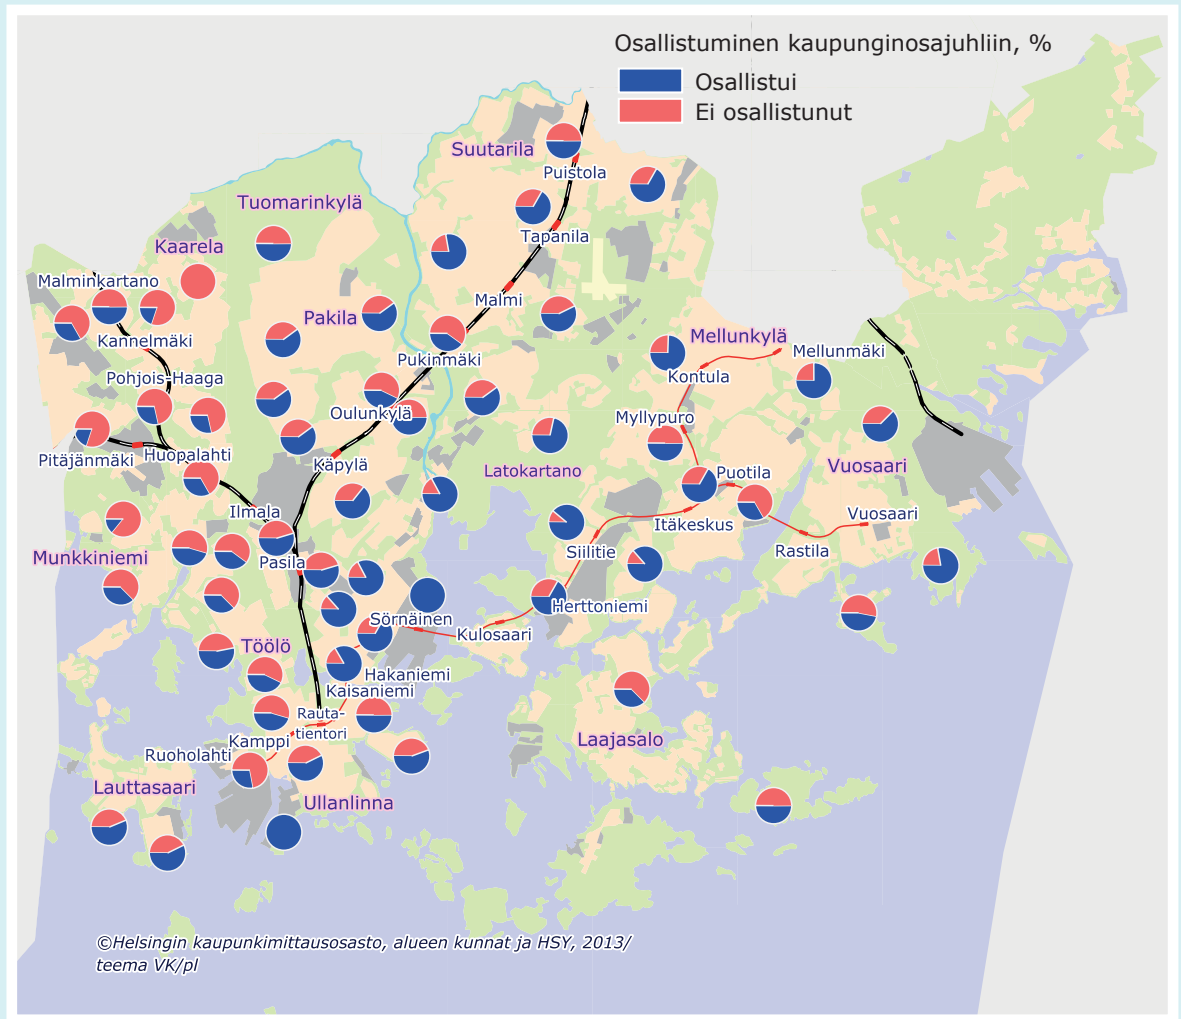 Osallistuminen kaupunginosajuhliin, %
Osallistui
Ei osallistunut
Suutarila
Puistola
Tuomarinkylä
Tapanila
Kaarela
Malminkartano
Malmi
Pakila
Mellunkylä
Kannelmäki
Pukinmäki
Mellunmäki
Pohjois-Haaga
Kontula
Oulunkylä
Myllypuro
Pitäjänmäki
Huopalahti
Käpylä
Latokartano
Puotila
Vuosaari
Ilmala
Itäkeskus
Vuosaari
Munkkiniemi
Pasila
Siilitie
Rastila
Sörnäinen
Herttoniemi
Kulosaari
Töölö
Hakaniemi
Kaisaniemi
Rauta-
tientori
Kamppi
Ruoholahti
Laajasalo
Lauttasaari
Ullanlinna
©Helsingin kaupunkimittausosasto, alueen kunnat ja HSY, 2013/
teema VK/pl